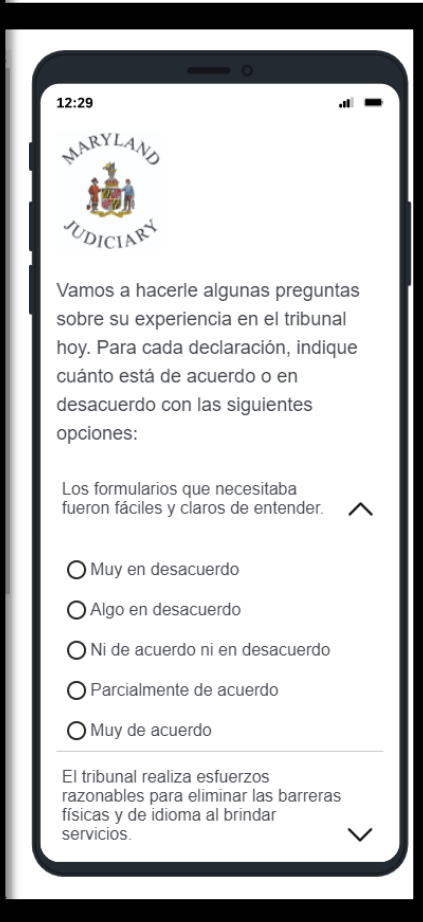 12:29
MARYLAND
JUDICIARY
Vamos a hacerle algunas preguntas
sobre su experiencia en el tribunal
hoy. Para cada declaración, indique
cuánto está de acuerdo o en
desacuerdo con las siguientes
opciones:
Los formularios que necesitaba
fueron fáciles y claros de entender.
Muy en desacuerdo
Algo en desacuerdo
Ni de acuerdo ni en desacuerdo
Parcialmente de acuerdo
Muy de acuerdo
El tribunal realiza esfuerzos
razonables para eliminar las barreras
físicas y de idioma al brindar
servicios.